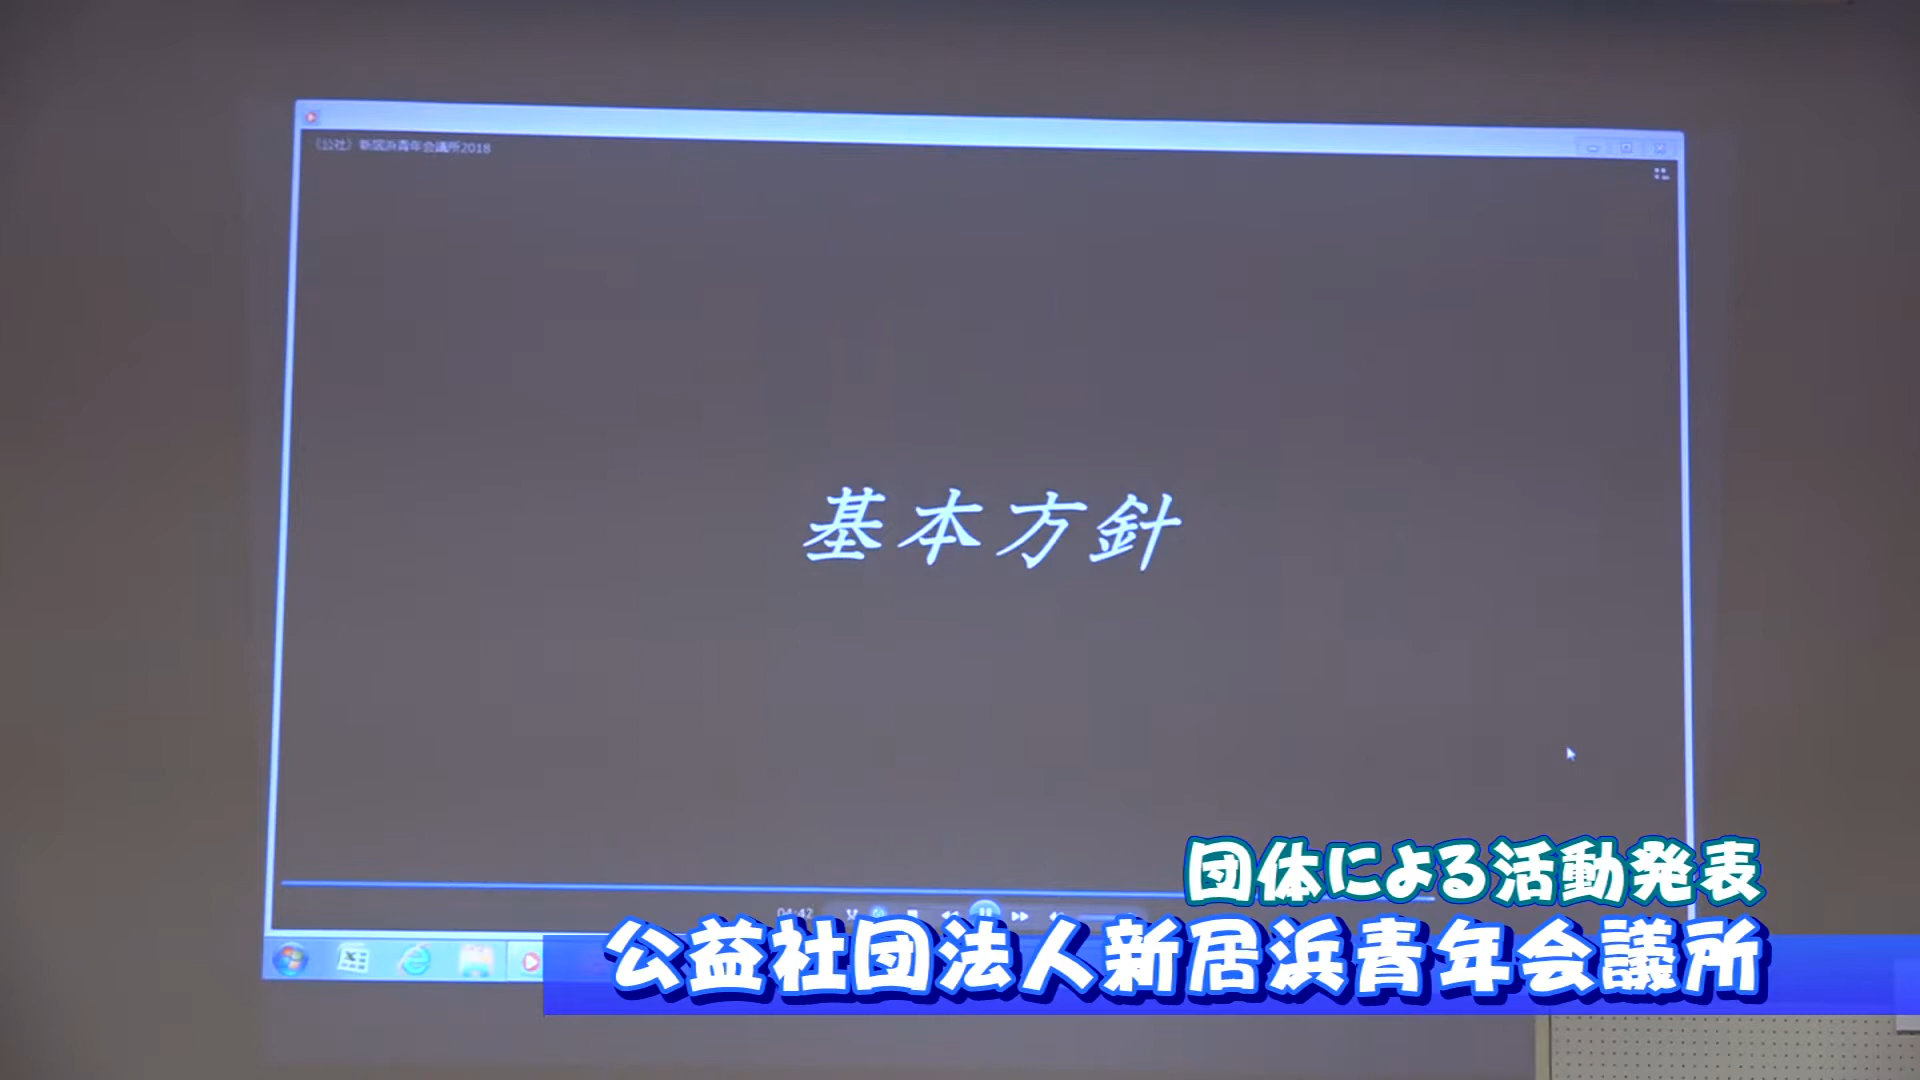 （公社）新居浜青年会議所2018
基本方針
04:42
団体による活動発表
公益社団法人新居浜青年会議所